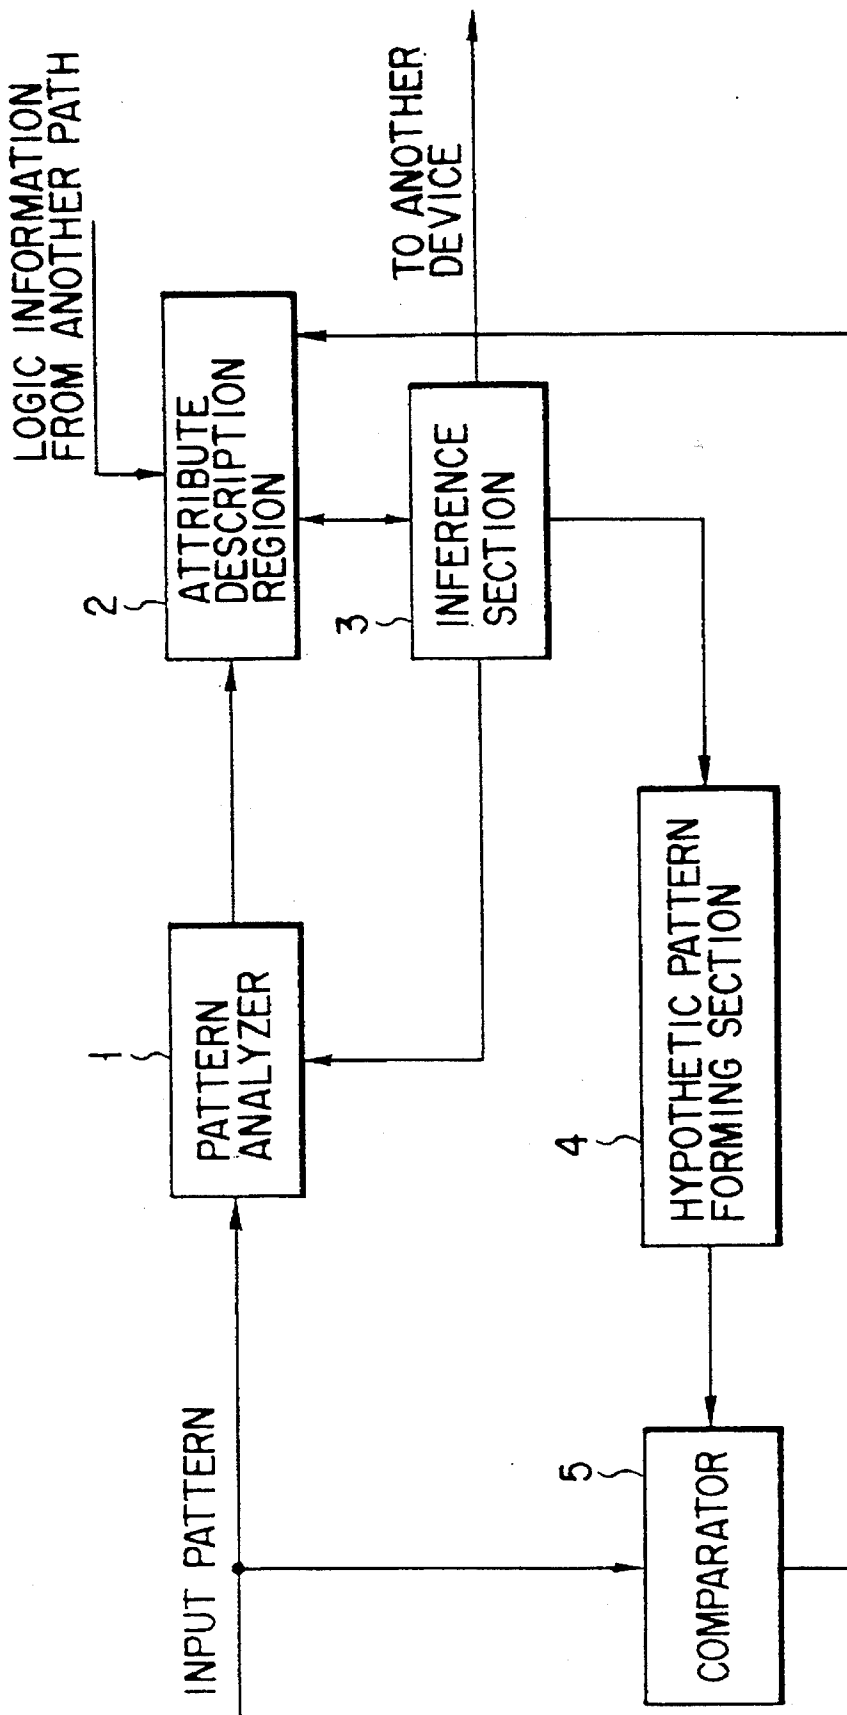 LOGIC INFORMATION
FROM ANOTHER PATH
INPUT PATTERN
1
PATTERN
ANALYZER
2
ATTRIBUTE
DESCRIPTION
REGION
TO ANOTHER
DEVICE
3
INFERENCE
SECTION
5
COMPARATOR
4
HYPOTHETIC PATTERN
FORMING SECTION